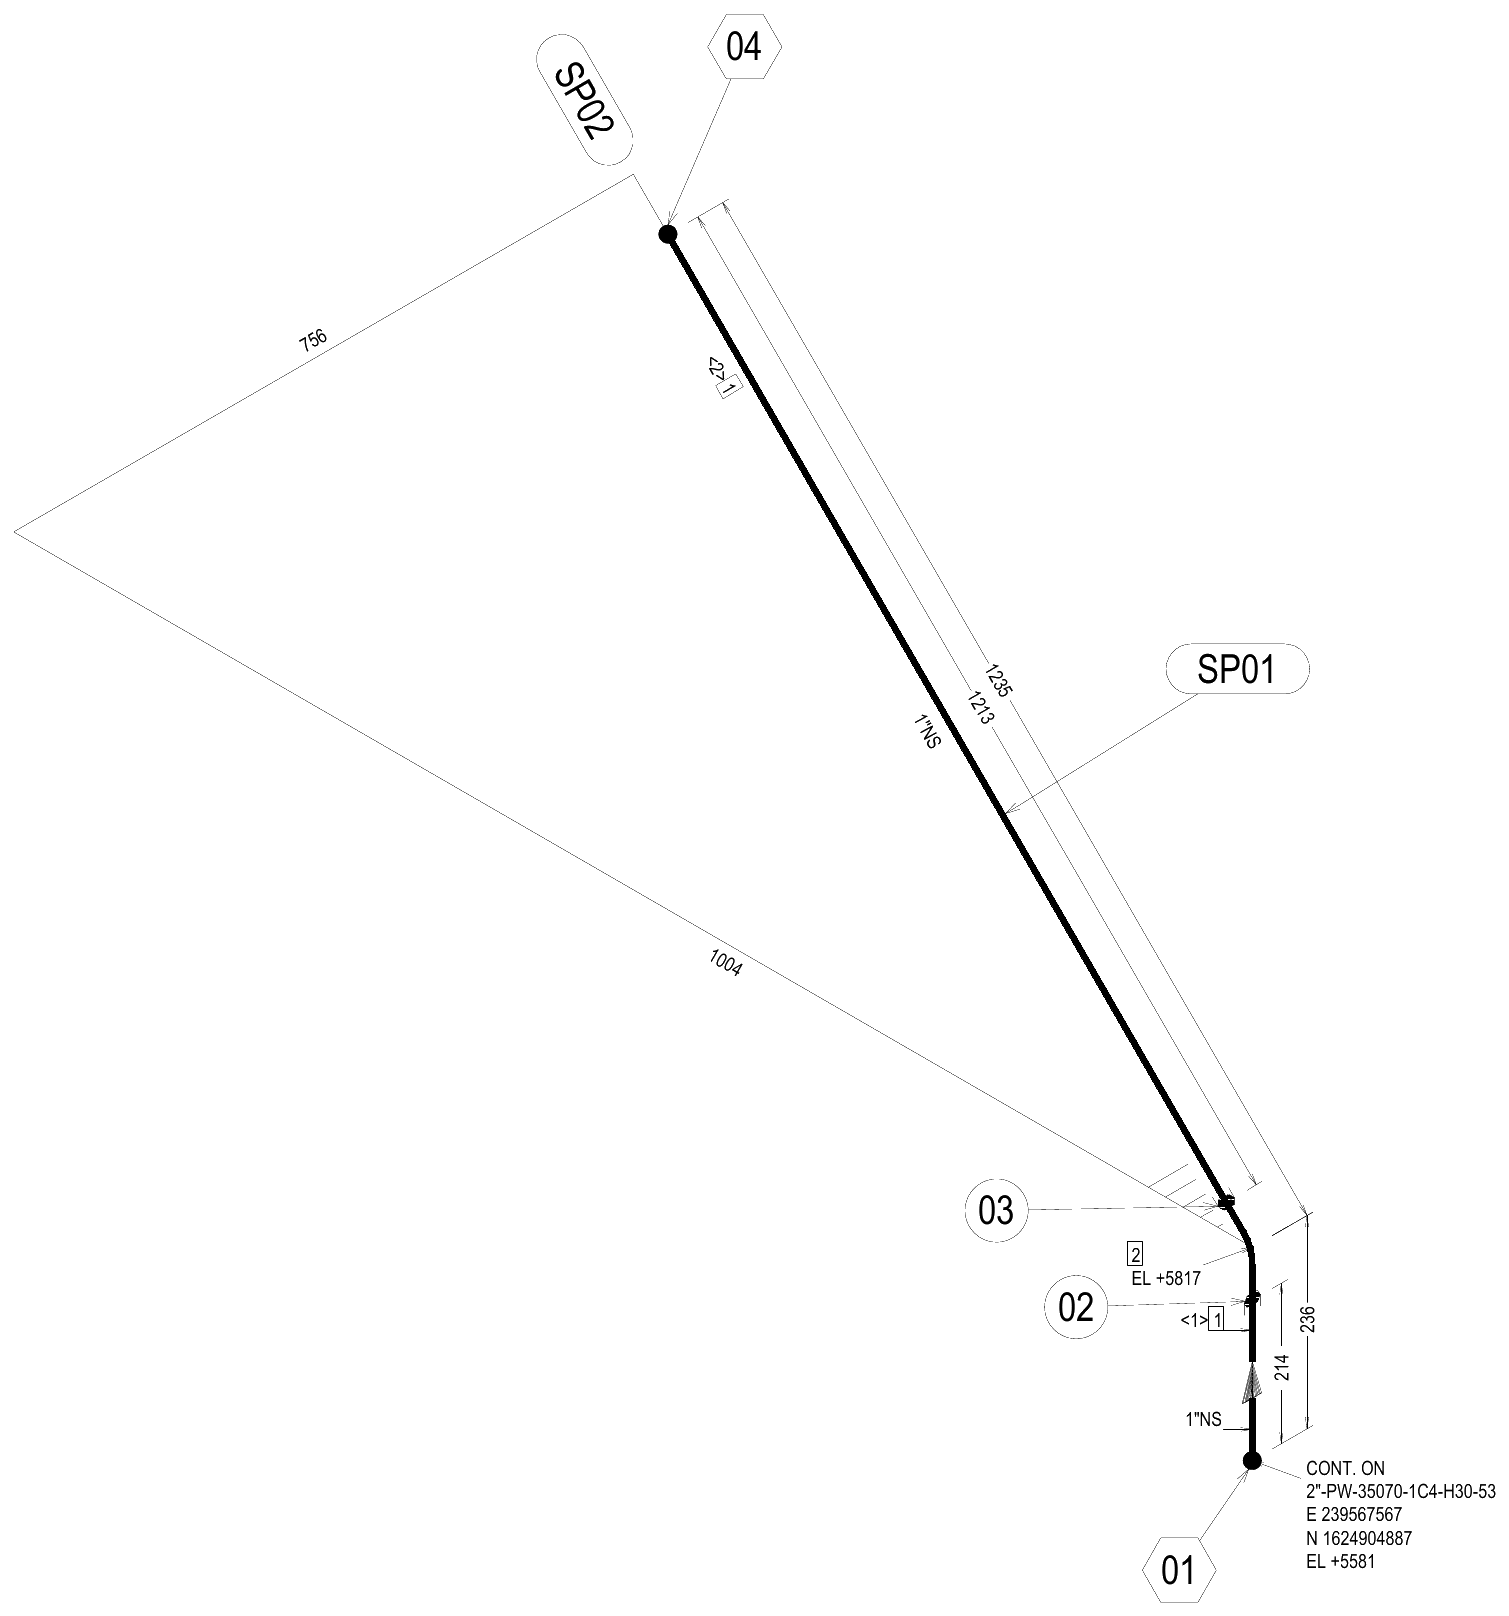 04
SP02
756
<2> 1
SP01
1235
1213
1"NS
1004
03
2
EL +5817
02
<1> 1
236
214
1"NS
CONT. ON
2"-PW-35070-1C4-H30-53
E 239567567
N 1624904887
EL +5581
01